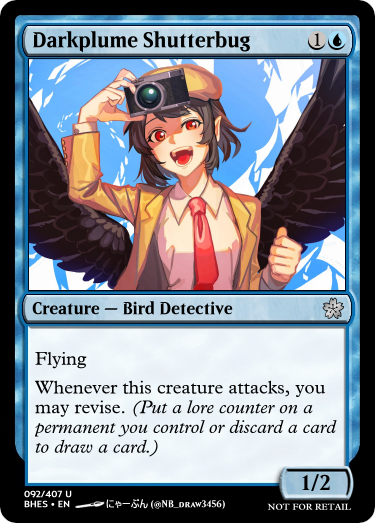 Darkplume Shutterbug 1
Creature — Bird Detective
Flying
Whenever this creature attacks, you
may revise. (Put a lore counter on a
permanent you control or discard a card
to draw a card.)
1/2
092/407 U
BHES • EN にゃーぶん (@NB_DRAW3456)
NOT FOR RETAIL